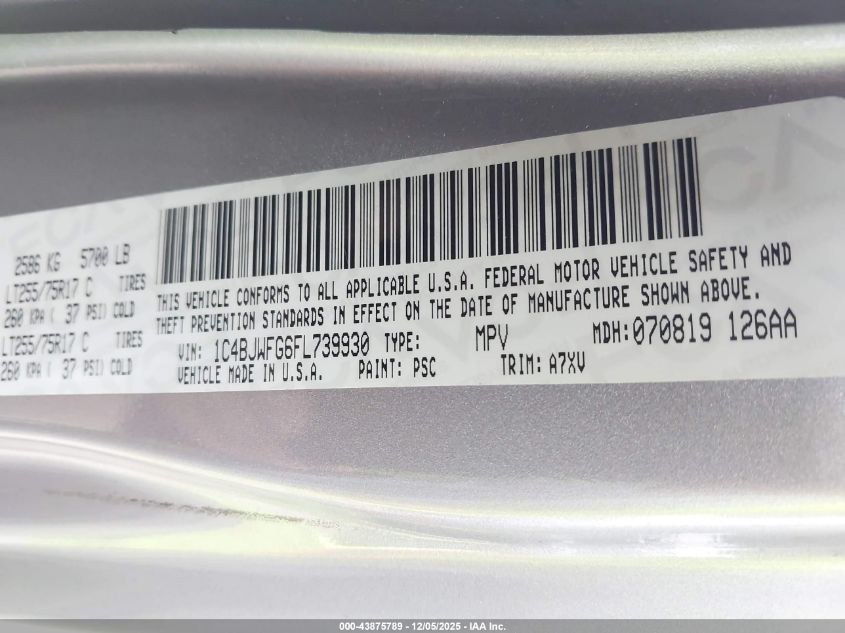 2586 KG 5700 LB
LT255/75R17 C TIRES
260 KPA ( 37 PSI) COLD
LT255/75R17 C TIRES
260 KPA ( 37 PSI) COLD
THIS VEHICLE CONFORMS TO ALL APPLICABLE U.S.A. FEDERAL MOTOR VEHICLE SAFETY AND
THEFT PREVENTION STANDARDS IN EFFECT ON THE DATE OF MANUFACTURE SHOWN ABOVE.
VIN: 1C4BJWFG6FL739930 TYPE: MPV MDH:070819 126AA
VEHICLE MADE IN U.S.A. PAINT: PSC TRIM: A7XV
000-43875789 - 12/05/2025 - IAA Inc.